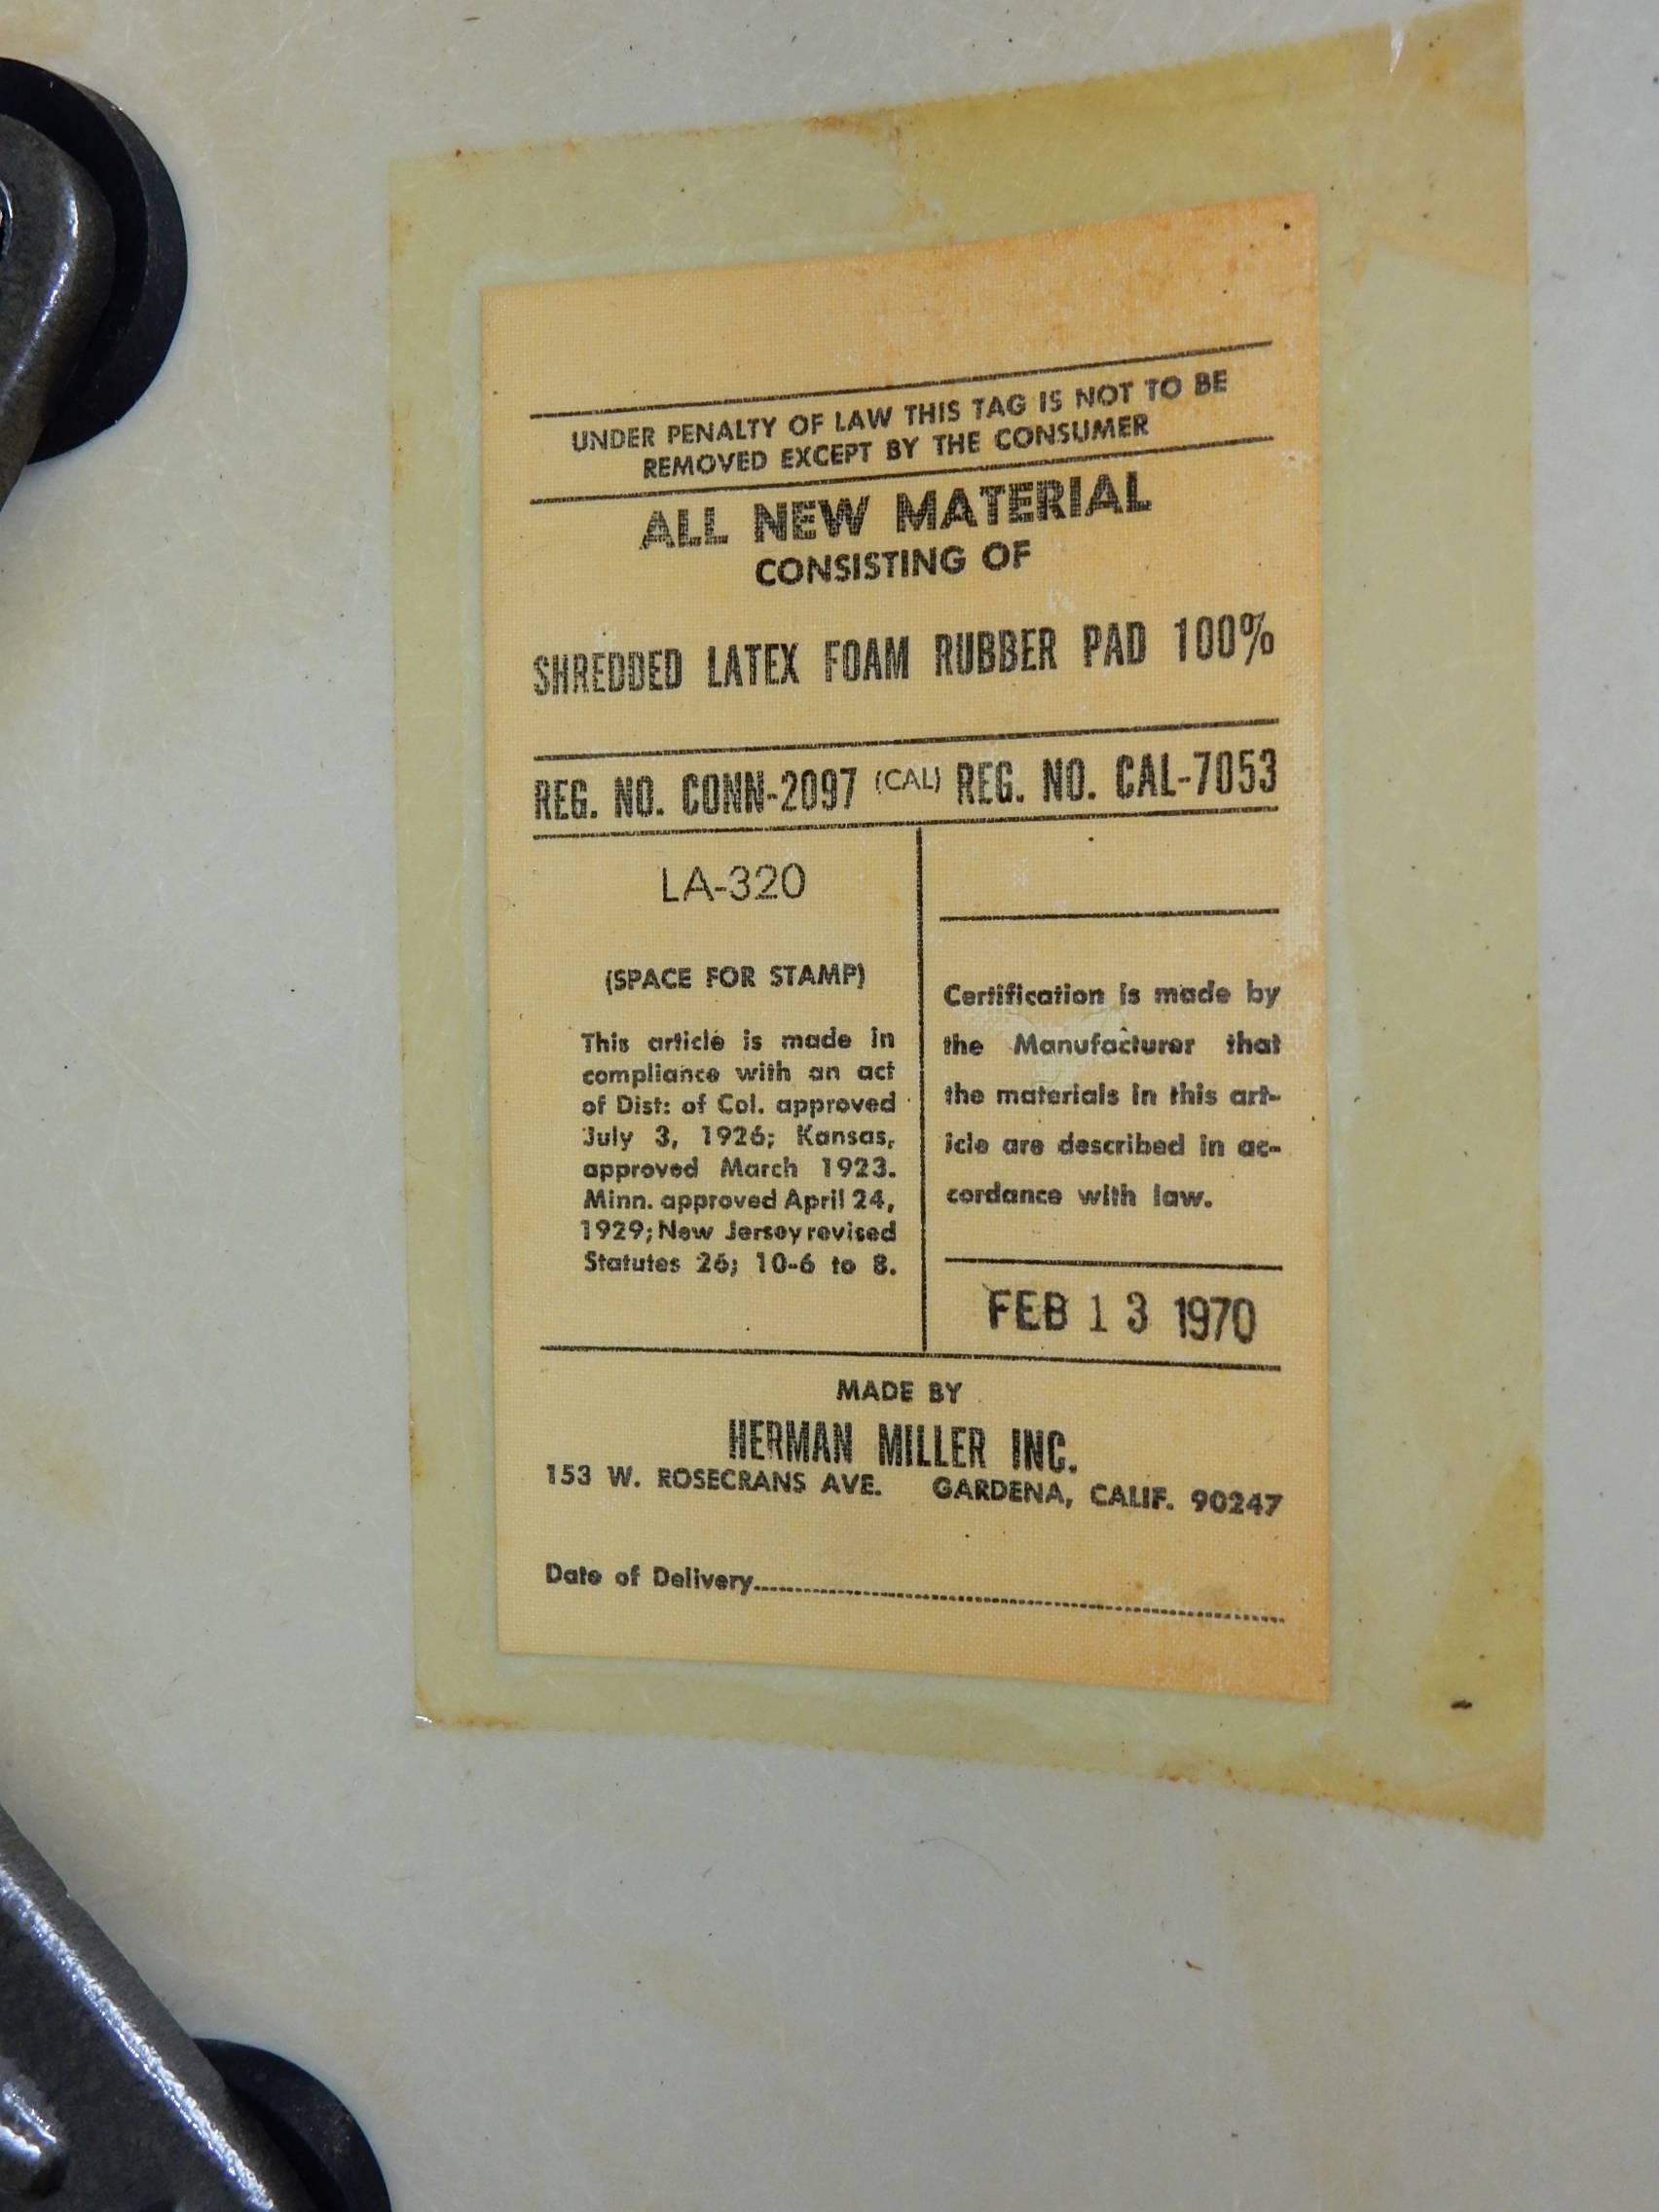 UNDER PENALTY OF LAW THIS TAG IS NOT TO BE
REMOVED EXCEPT BY THE CONSUMER
ALL NEW MATERIAL
CONSISTING OF
SHREDDED LATEX FOAM RUBBER PAD 100%
REG. NO. CONN-2097 (CAL) REG. NO. CAL-7053
LA-320
(SPACE FOR STAMP)
This article is made in
compliance with an act
of Dist: of Col. approved
July 3, 1926; Kansas,
approved March 1923.
Minn. approved April 24,
1929; New Jersey revised
Statutes 26; 10-6 to 8.
Certification is made by
the Manufacturer that
the materials in this art-
icle are described in ac-
cordance with law.
FEB 13 1970
MADE BY
HERMAN MILLER INC.
153 W. ROSECRANS AVE. GARDENA, CALIF. 90247
Date of Delivery